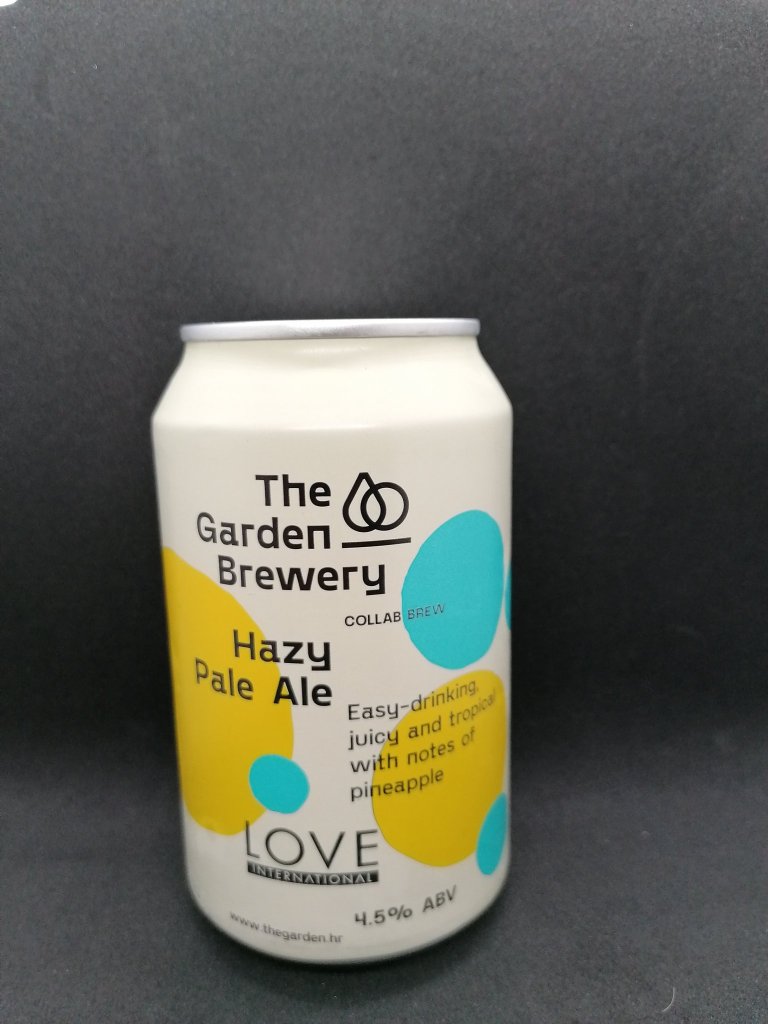 The
Garden
Brewery
COLLAB BREW
Hazy
Pale Ale
Easy-drinking,
juicy and tropical
with notes of
pineapple
LOVE
INTERNATIONAL
4.5% ABV
www.thegarden.hr